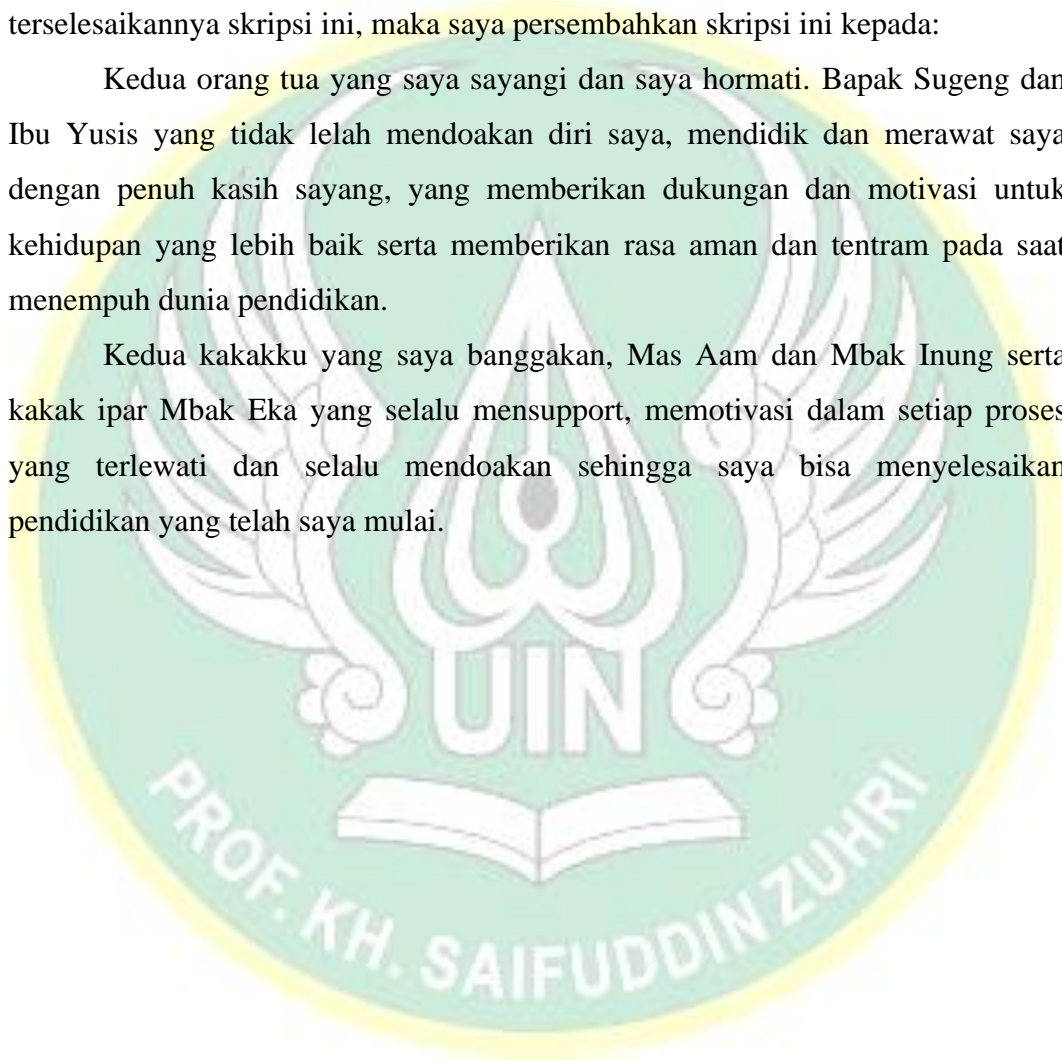 terselesaikannya skripsi ini, maka saya persembahkan skripsi ini kepada:
Kedua orang tua yang saya sayangi dan saya hormati. Bapak Sugeng dan
Ibu Yusis yang tidak lelah mendoakan diri saya, mendidik dan merawat saya
dengan penuh kasih sayang, yang memberikan dukungan dan motivasi untuk
kehidupan yang lebih baik serta memberikan rasa aman dan tentram pada saat
menempuh dunia pendidikan.
Kedua kakakku yang saya banggakan, Mas Aam dan Mbak Inung serta
kakak ipar Mbak Eka yang selalu mensupport, memotivasi dalam setiap proses
yang terlewati dan selalu mendoakan sehingga saya bisa menyelesaikan
pendidikan yang telah saya mulai.
UIN
PROF. KH. SAIFUDDIN ZUHRI